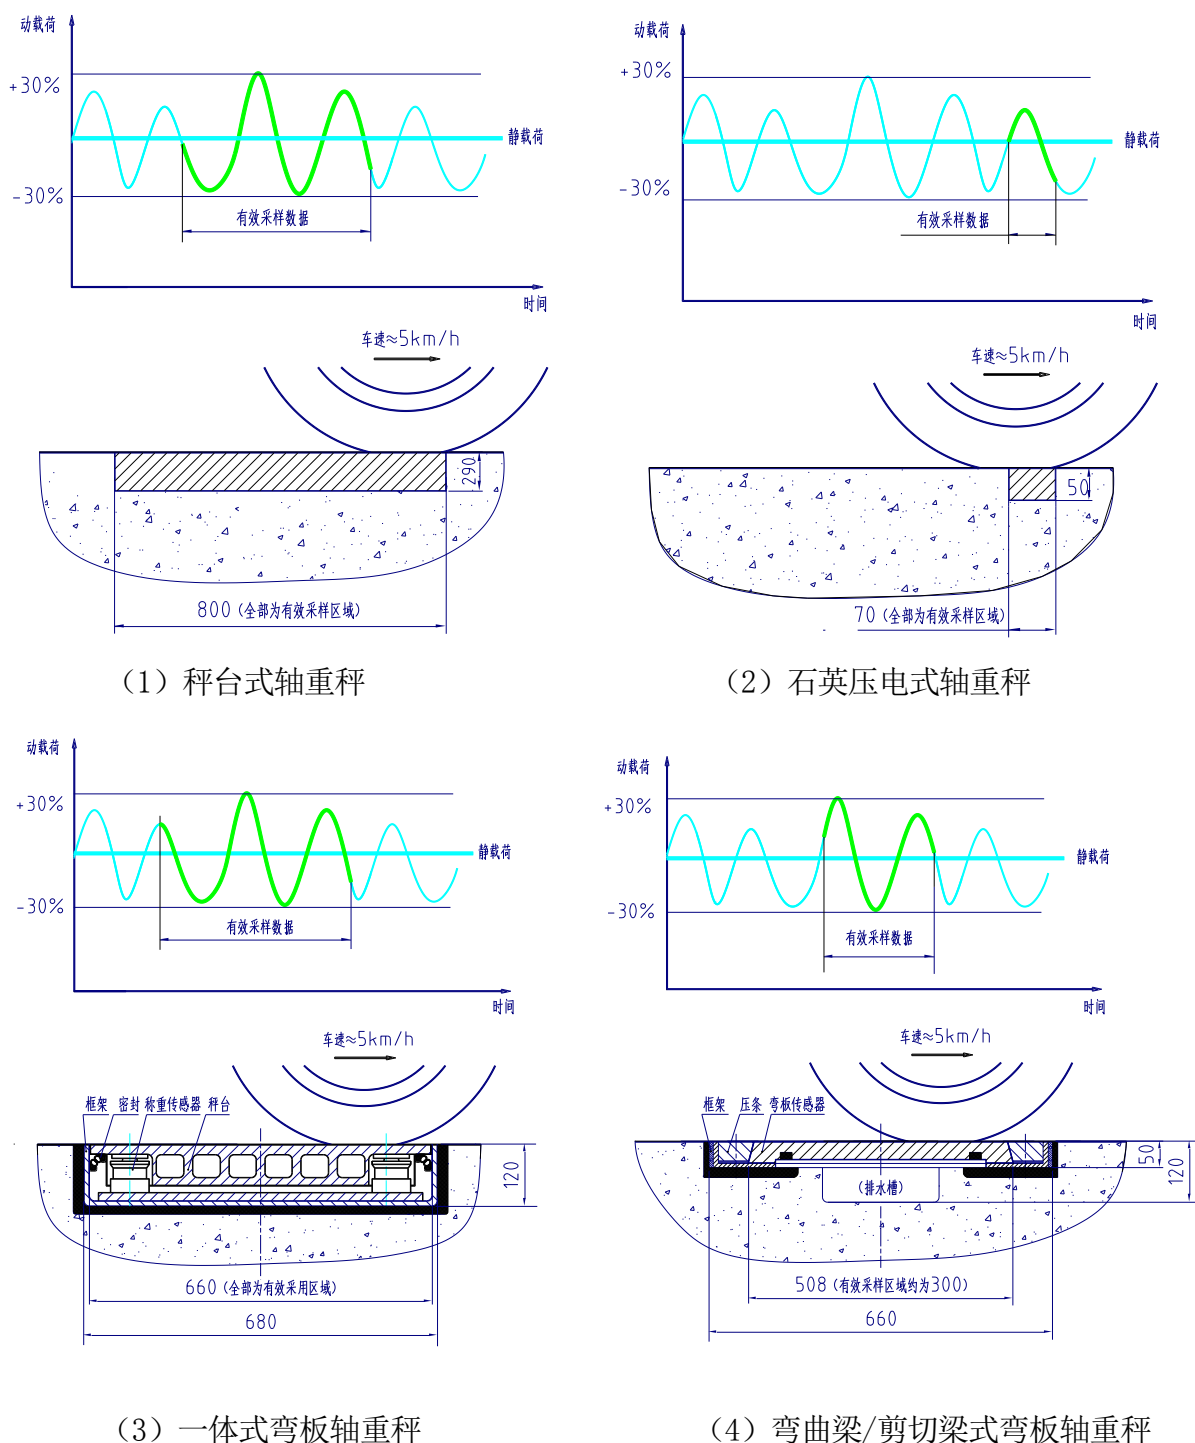 动载荷
+30%
静载荷
-30%
有效采样数据
时间
车速≈5km/h
290
800（全部为有效采样区域）
（1）秤台式轴重秤
动载荷
+30%
静载荷
-30%
有效采样数据
时间
车速≈5km/h
50
70（全部为有效采样区域）
（2）石英压电式轴重秤
动载荷
+30%
静载荷
-30%
有效采样数据
时间
车速≈5km/h
框架 密封 称重传感器 秤台
120
660（全部为有效采用区域）
680
（3）一体式弯板轴重秤
动载荷
+30%
静载荷
-30%
有效采样数据
时间
车速≈5km/h
框架 压条 弯板传感器
50
120
（排水槽）
508（有效采样区域约为300）
660
（4）弯曲梁/剪切梁式弯板轴重秤